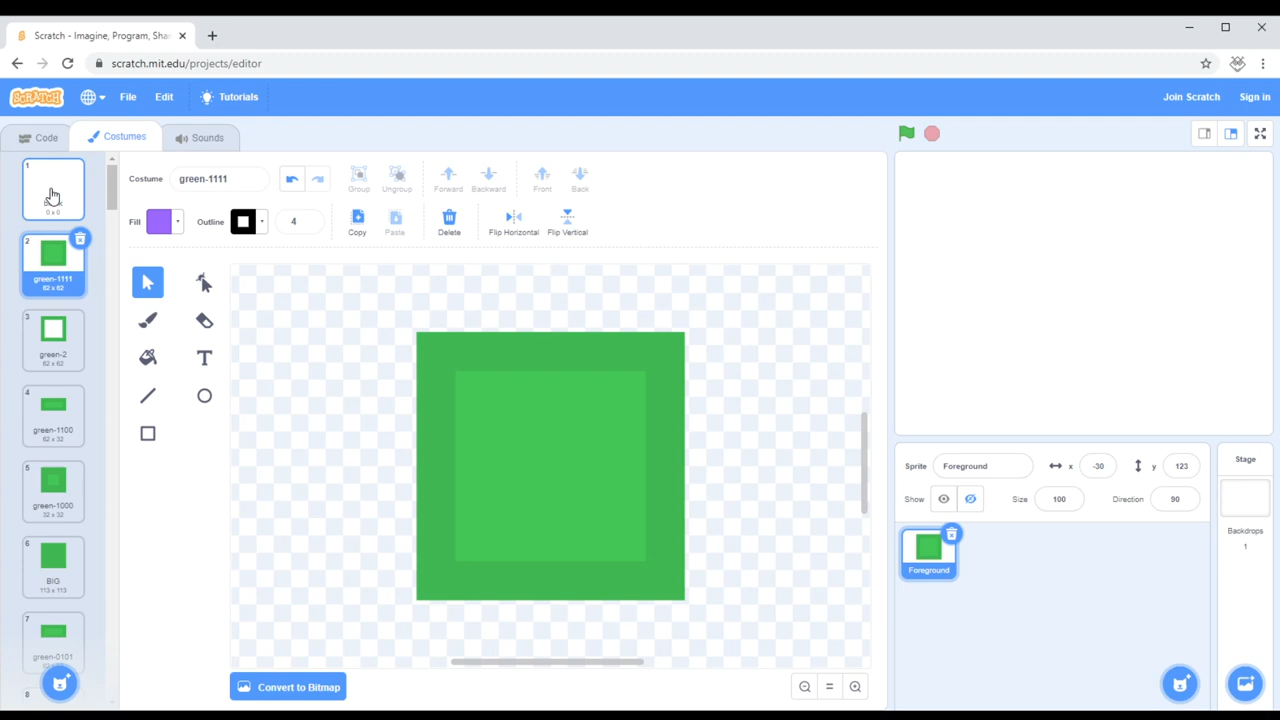 Scratch - Imagine, Program, Sha
scratch.mit.edu/projects/editor
SCRATCH
File
Edit
Tutorials
Join Scratch
Sign in
Code
Costumes
Sounds
1
0 x 0
2
green-1111
62 x 62
3
green-2
62 x 62
4
green-1100
62 x 32
5
green-1000
32 x 32
6
BIG
113 x 113
7
green-0101
8
Costume
green-1111
Group
Ungroup
Forward
Backward
Front
Back
Fill
Outline
4
Copy
Paste
Delete
Flip Horizontal
Flip Vertical
T
Convert to Bitmap
Sprite
Foreground
x
-30
y
123
Show
Size
100
Direction
90
Foreground
Stage
Backdrops
1